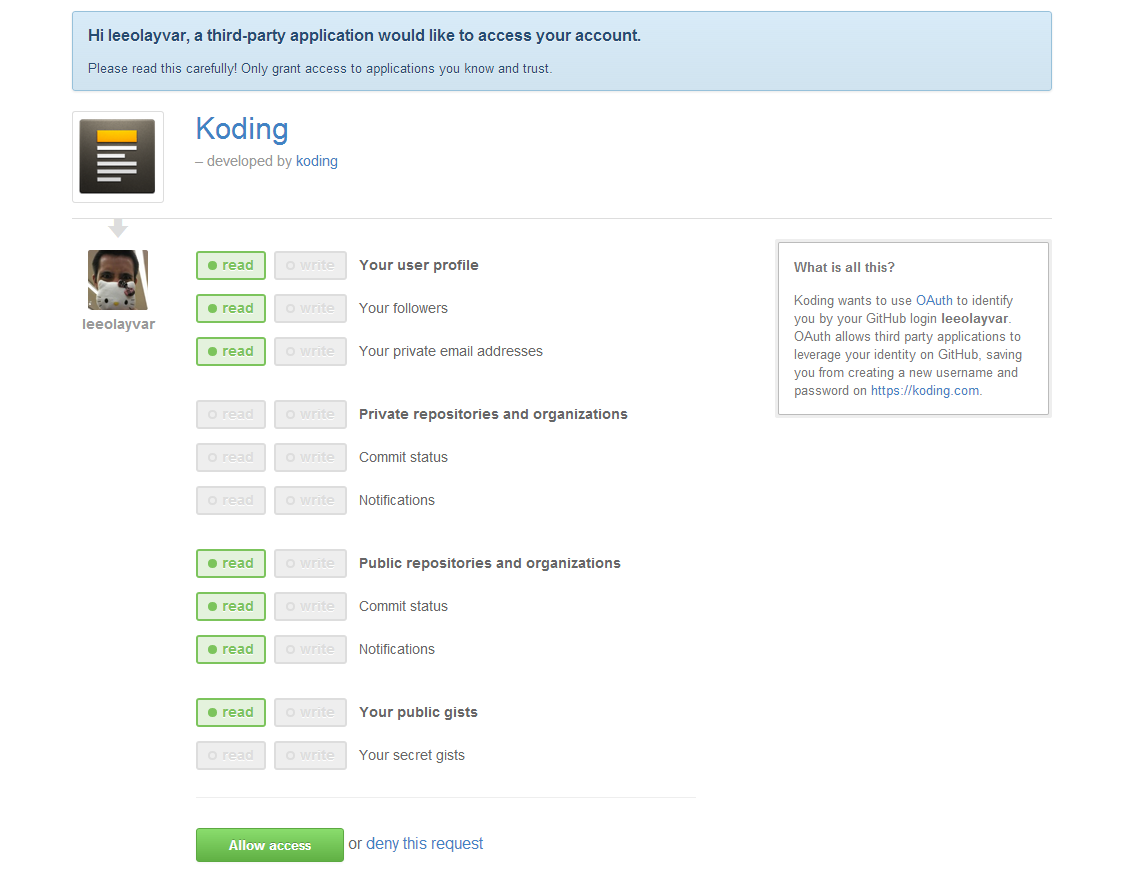 Hi leeolayvar, a third-party application would like to access your account.
Please read this carefully! Only grant access to applications you know and trust.
Koding
– developed by koding
leeolayvar
read write Your user profile
read write Your followers
read write Your private email addresses
read write Private repositories and organizations
read write Commit status
read write Notifications
read write Public repositories and organizations
read write Commit status
read write Notifications
read write Your public gists
read write Your secret gists
Allow access or deny this request
What is all this?
Koding wants to use OAuth to identify
you by your GitHub login leeolayvar.
OAuth allows third party applications to
leverage your identity on GitHub, saving
you from creating a new username and
password on https://koding.com.